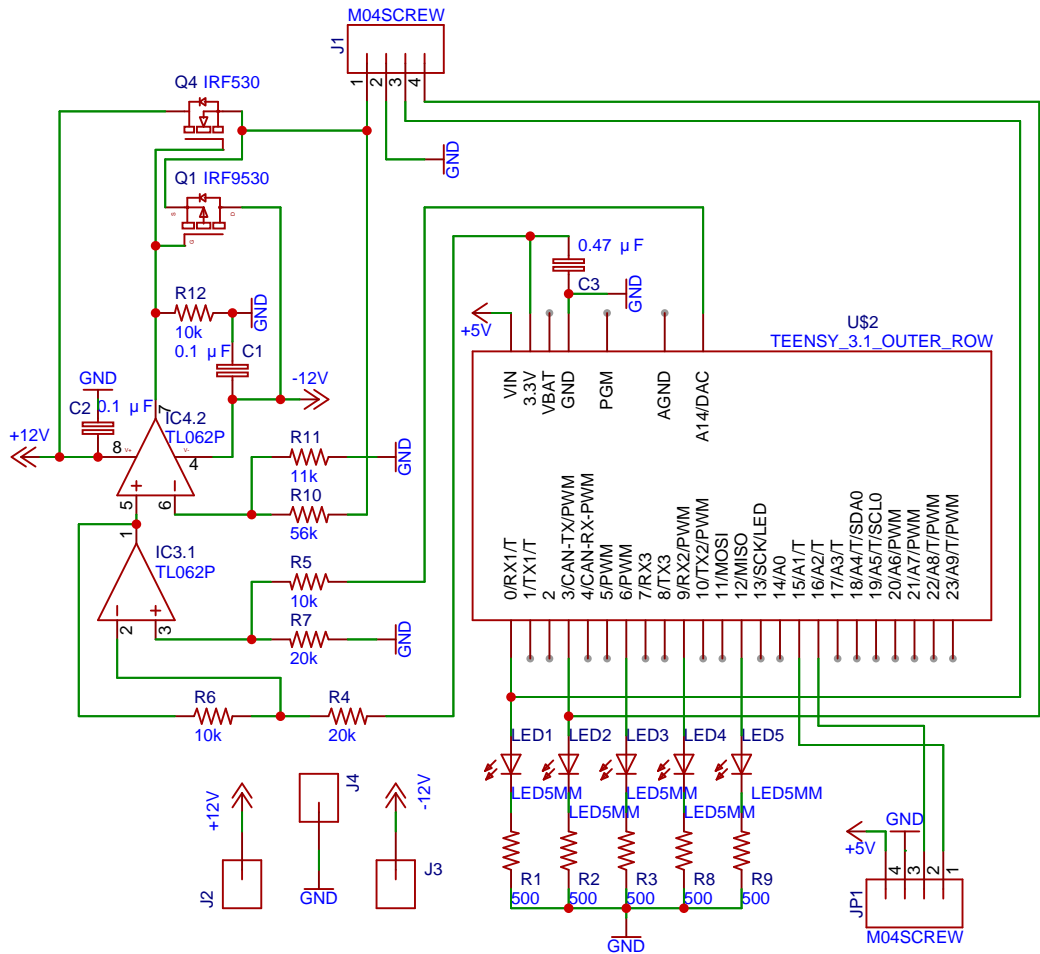 M04SCREW
J1
1
2
3
4
Q4 IRF530
GND
Q1 IRF9530
S
D
G
0.47 µF
C3
GND
R12
10k
GND
0.1 µF
C1
+5V
U$2
TEENSY_3.1_OUTER_ROW
VIN
3.3V
VBAT
GND
PGM
AGND
A14/DAC
GND
C2
0.1 µF
-12V
7
IC4.2
TL062P
+12V
8
V+
V-
4
5
6
R11
11k
GND
R10
56k
1
IC3.1
TL062P
2
3
R5
10k
R7
20k
GND
0/RX1/T
1/TX1/T
2
3/CAN-TX/PWM
4/CAN-RX-PWM
5/PWM
6/PWM
7/RX3
8/TX3
9/RX2/PWM
10/TX2/PWM
11/MOSI
12/MISO
13/SCK/LED
14/A0
15/A1/T
16/A2/T
17/A3/T
18/A4/T/SDA0
19/A5/T/SCL0
20/A6/PWM
21/A7/PWM
22/A8/T/PWM
23/A9/T/PWM
R6
10k
R4
20k
LED1
LED2
LED3
LED4
LED5
LED5MM
LED5MM
LED5MM
LED5MM
LED5MM
+12V
J2
J4
GND
-12V
J3
R1
500
R2
500
R3
500
R8
500
R9
500
GND
+5V
GND
4
3
2
1
JP1
M04SCREW